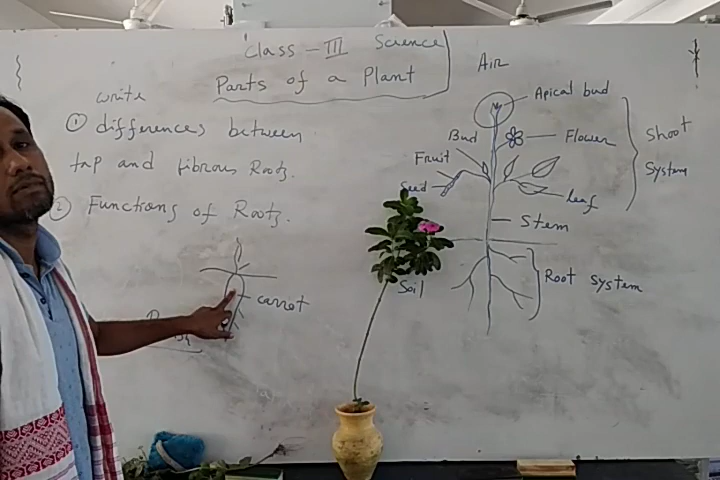 Class - III Science
Parts of a Plant
write
① differences between
tap and fibrous Roots.
② Functions of Roots.
carrot
Air
Apical bud
Bud
Flower
Fruit
Seed
leaf
Stem
Shoot
System
Soil
Root system